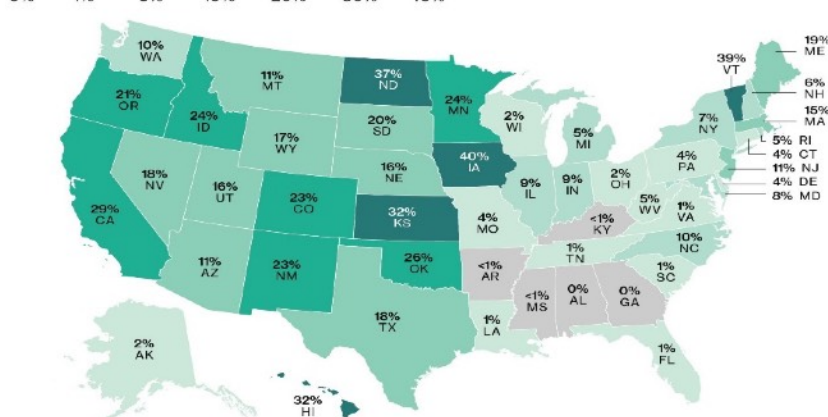 10%
WA
11%
MT
37%
ND
24%
MN
21%
OR
24%
ID
17%
WY
20%
SD
2%
WI
5%
MI
7%
NY
39%
VT
19%
ME
6%
NH
15%
MA
5% RI
4% CT
11% NJ
4% DE
8% MD
18%
NV
16%
UT
23%
CO
16%
NE
40%
IA
9%
IL
9%
IN
2%
OH
4%
PA
29%
CA
32%
KS
4%
MO
<1%
KY
5%
WV
1%
VA
11%
AZ
23%
NM
26%
OK
<1%
AR
1%
TN
10%
NC
1%
SC
18%
TX
1%
LA
<1%
MS
0%
AL
0%
GA
1%
FL
2%
AK
32%
HI